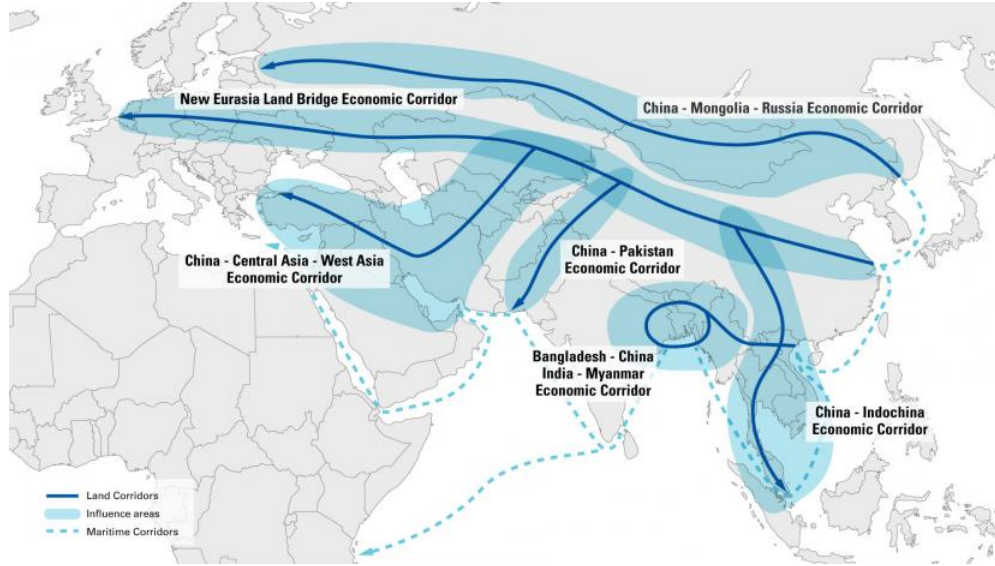 New Eurasia Land Bridge Economic Corridor
China - Mongolia - Russia Economic Corridor
China - Central Asia - West Asia
Economic Corridor
China - Pakistan
Economic Corridor
Bangladesh - China
India - Myanmar
Economic Corridor
China - Indochina
Economic Corridor
Land Corridors
Influence areas
Maritime Corridors